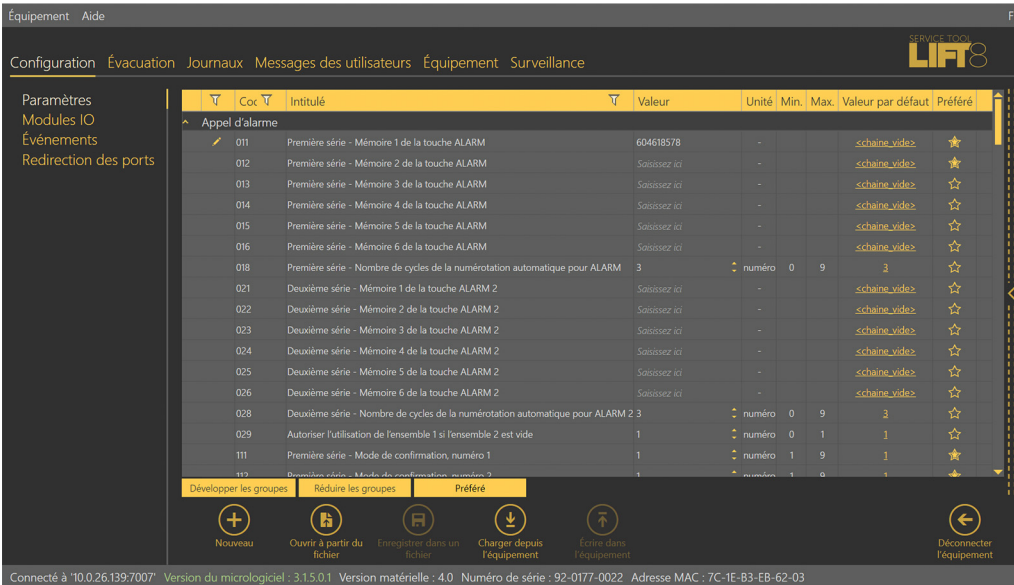 Équipement Aide F
SERVICE TOOL
LIFT8
Configuration Évacuation Journaux Messages des utilisateurs Équipement Surveillance
Paramètres
Modules IO
Événements
Redirection des ports
Coc Intitulé Valeur Unité Min. Max. Valeur par défaut Préféré
Appel d'alarme
011 Première série - Mémoire 1 de la touche ALARM 604618578 - <chaine_vide>
012 Première série - Mémoire 2 de la touche ALARM Saisissez ici - <chaine_vide>
013 Première série - Mémoire 3 de la touche ALARM Saisissez ici - <chaine_vide>
014 Première série - Mémoire 4 de la touche ALARM Saisissez ici - <chaine_vide>
015 Première série - Mémoire 5 de la touche ALARM Saisissez ici - <chaine_vide>
016 Première série - Mémoire 6 de la touche ALARM Saisissez ici - <chaine_vide>
018 Première série - Nombre de cycles de la numérotation automatique pour ALARM 3 numéro 0 9 3
021 Deuxième série - Mémoire 1 de la touche ALARM 2 Saisissez ici - <chaine_vide>
022 Deuxième série - Mémoire 2 de la touche ALARM 2 Saisissez ici - <chaine_vide>
023 Deuxième série - Mémoire 3 de la touche ALARM 2 Saisissez ici - <chaine_vide>
024 Deuxième série - Mémoire 4 de la touche ALARM 2 Saisissez ici - <chaine_vide>
025 Deuxième série - Mémoire 5 de la touche ALARM 2 Saisissez ici - <chaine_vide>
026 Deuxième série - Mémoire 6 de la touche ALARM 2 Saisissez ici - <chaine_vide>
028 Deuxième série - Nombre de cycles de la numérotation automatique pour ALARM 2 3 numéro 0 9 3
029 Autoriser l'utilisation de l'ensemble 1 si l'ensemble 2 est vide 1 numéro 0 1 1
111 Première série - Mode de confirmation, numéro 1 1 numéro 1 9 1
112 Première série - Mode de confirmation, numéro 2 1 numéro 1 9 1
Développer les groupes Réduire les groupes Préféré
Nouveau Ouvrir à partir du fichier Enregistrer dans un fichier Charger depuis l'équipement Écrire dans l'équipement Déconnecter l'équipement
Connecté à '10.0.26.139:7007' Version du micrologiciel : 3.1.5.0.1 Version matérielle : 4.0 Numéro de série : 92-0177-0022 Adresse MAC : 7C-1E-B3-EB-62-03